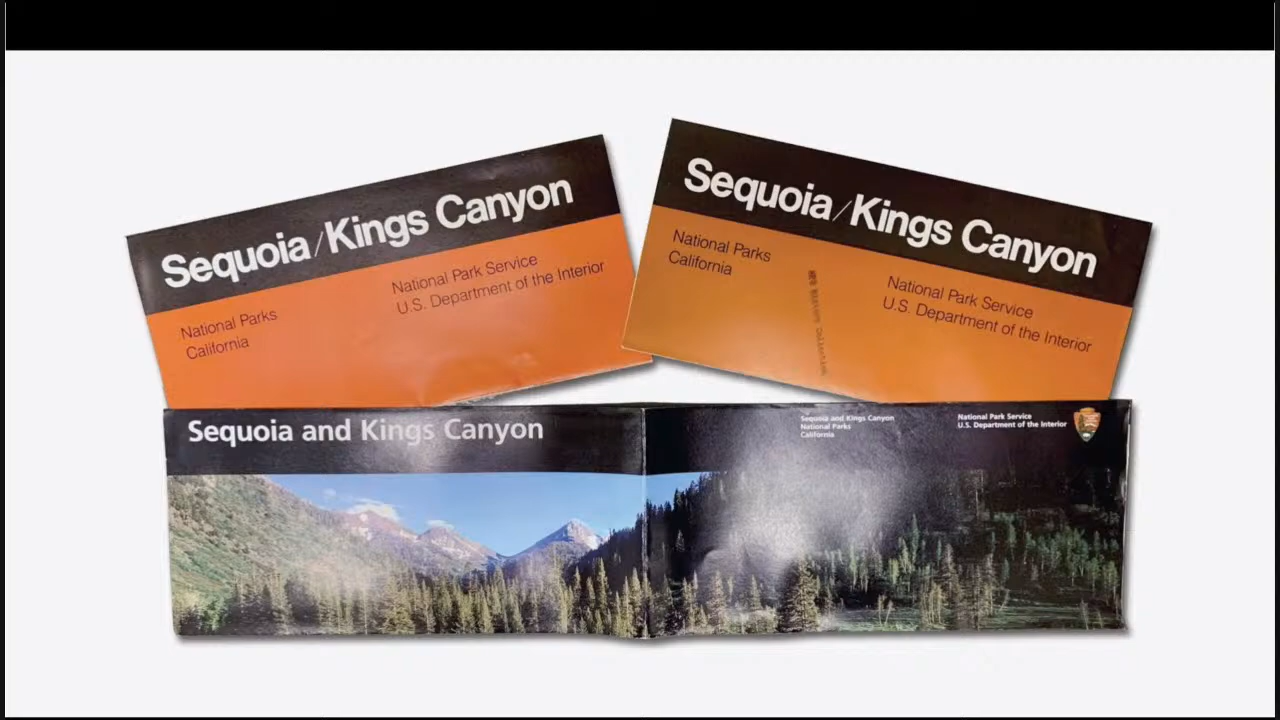 Sequoia/Kings Canyon
National Parks
California
National Park Service
U.S. Department of the Interior
Sequoia/Kings Canyon
National Parks
California
National Park Service
U.S. Department of the Interior
Sequoia and Kings Canyon
Sequoia and Kings Canyon
National Parks
California
National Park Service
U.S. Department of the Interior